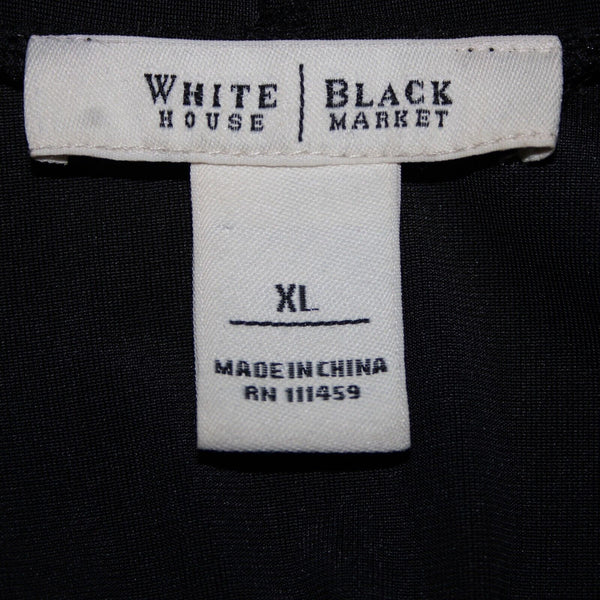 WHITE | BLACK
HOUSE | MARKET
XL
MADE IN CHINA
RN 111459